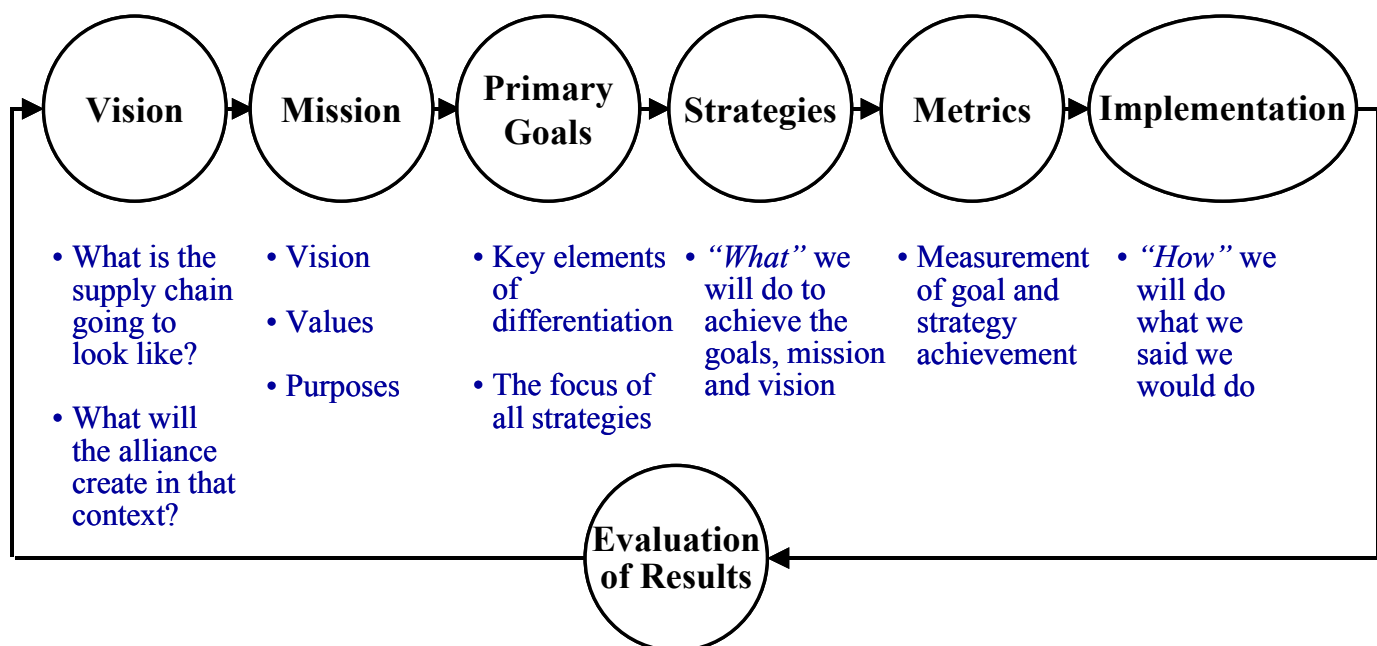 Vision
Mission
Primary
Goals
Strategies
Metrics
Implementation
• What is the
supply chain
going to
look like?
• What will
the alliance
create in that
context?
• Vision
• Values
• Purposes
• Key elements
of
differentiation
• The focus of
all strategies
• “What” we
will do to
achieve the
goals, mission
and vision
• Measurement
of goal and
strategy
achievement
• “How” we
will do
what we
said we
would do
Evaluation
of Results